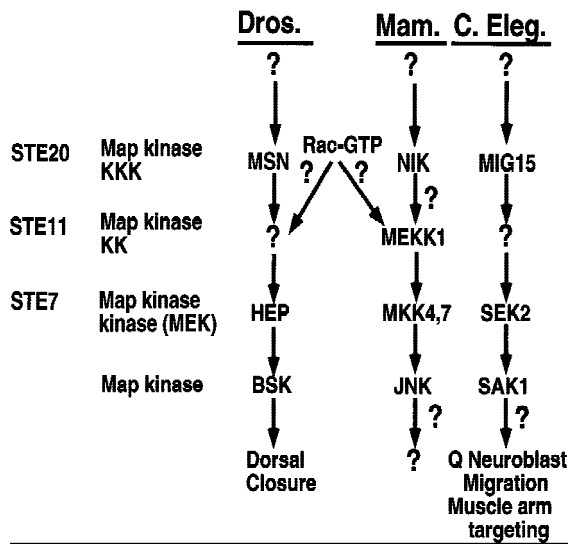 Dros. Mam. C. Eleg.
? ? ?
Rac-GTP
STE20 Map kinase MSN ? ? NIK MIG15
KKK
?
STE11 Map kinase ? MEKK1 ?
KK
STE7 Map kinase HEP MKK4,7 SEK2
kinase (MEK)
Map kinase BSK JNK SAK1
? ?
Dorsal ? Q Neuroblast
Closure Migration
Muscle arm
targeting